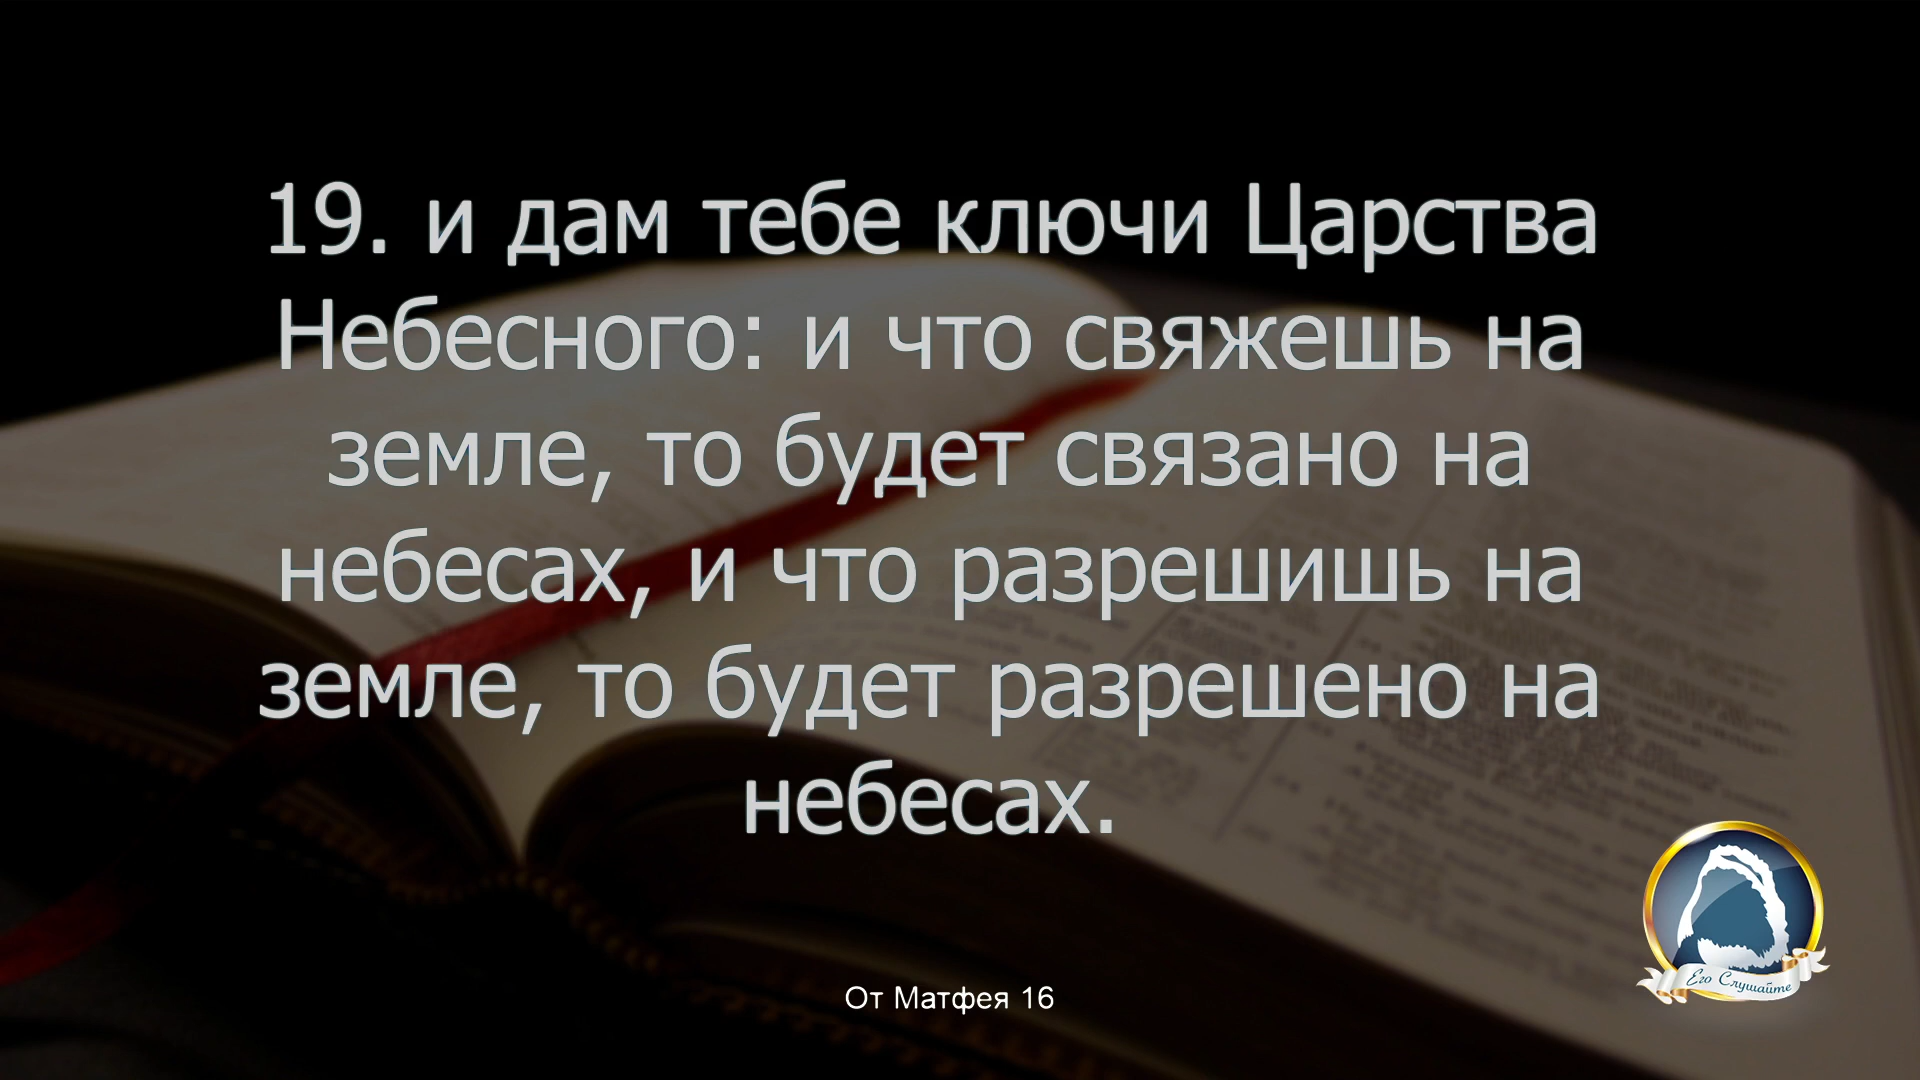 19. и дам тебе ключи Царства
Небесного: и что свяжешь на
земле, то будет связано на
небесах, и что разрешишь на
земле, то будет разрешено на
небесах.
От Матфея 16
Его Слушайте